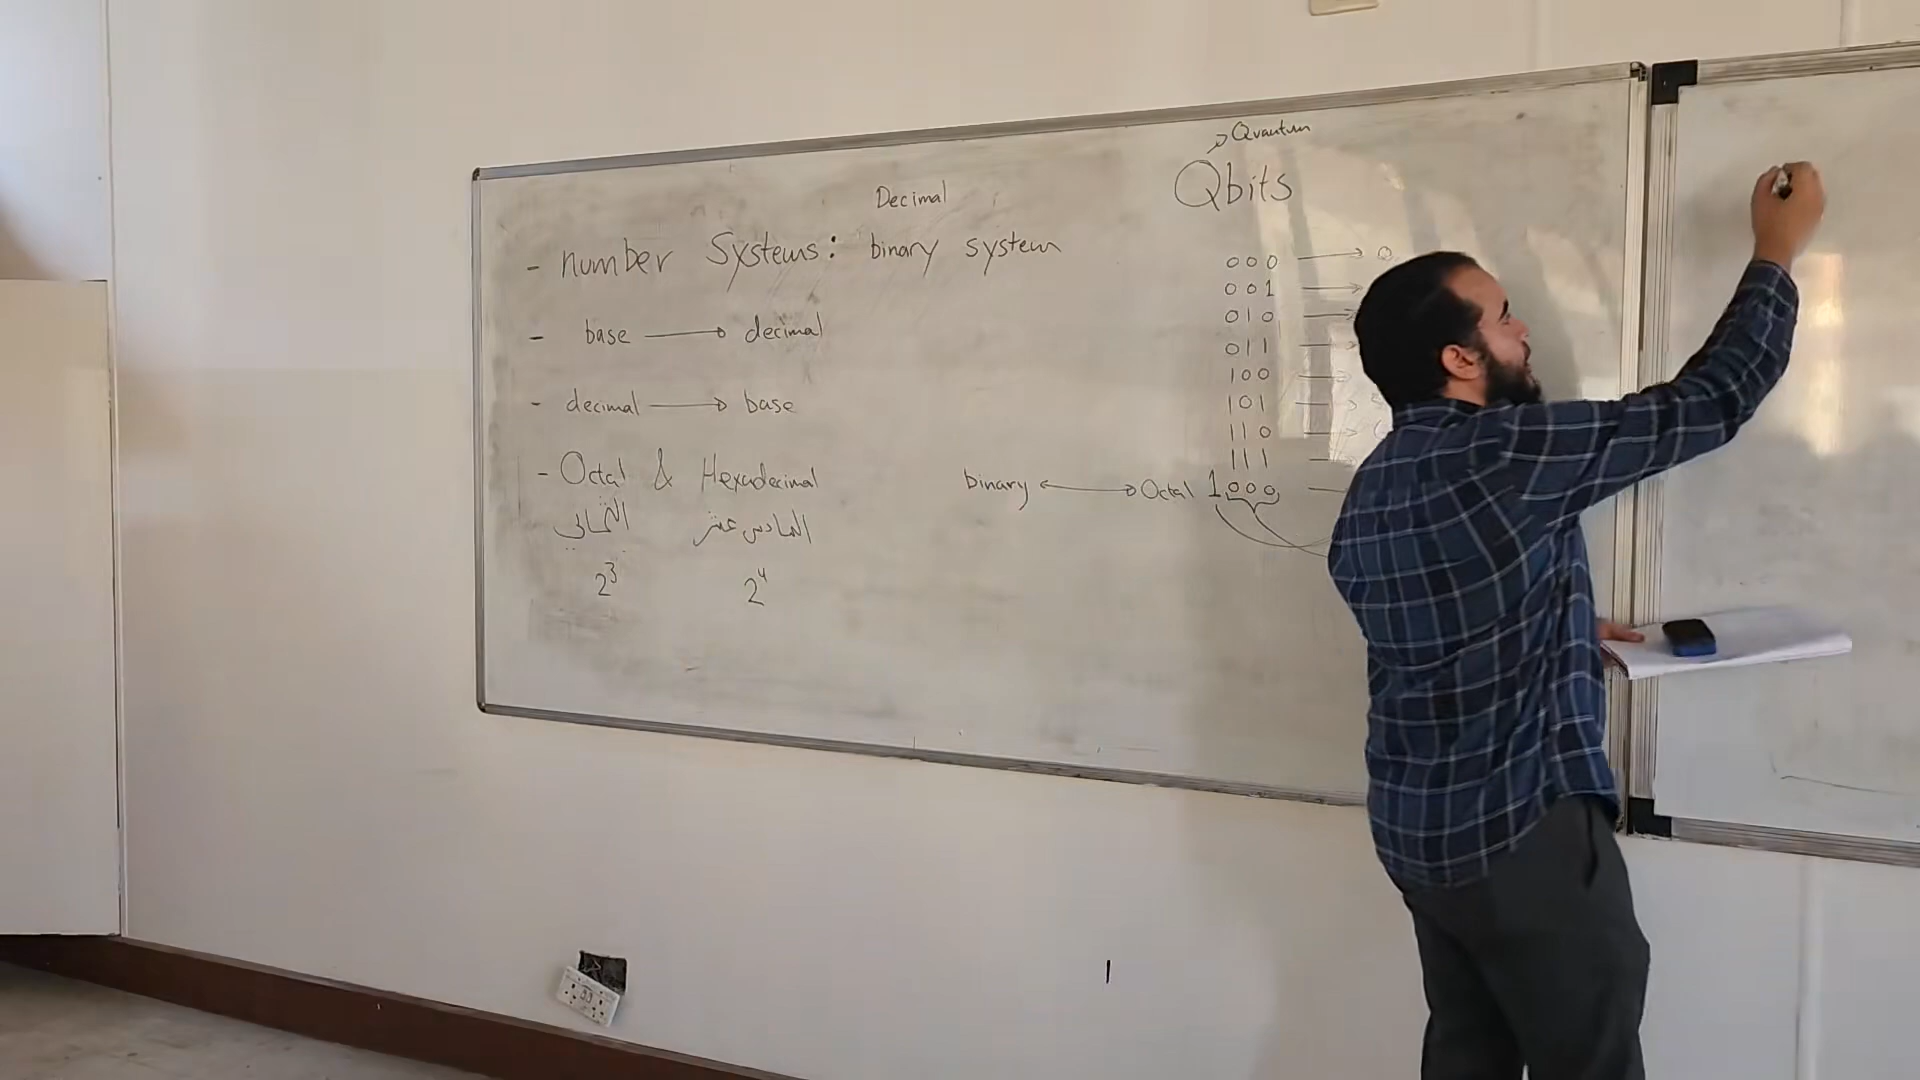 Decimal
- number Systems: binary system
- base → decimal
- decimal → base
- Octal & Hexadecimal
الثماني السادس عشر
2³ 2⁴
→ Quantum
Qbits
000 → 0
001 →
010 →
011 →
100 →
101 →
110 →
111 →
binary ↔ Octal 1000